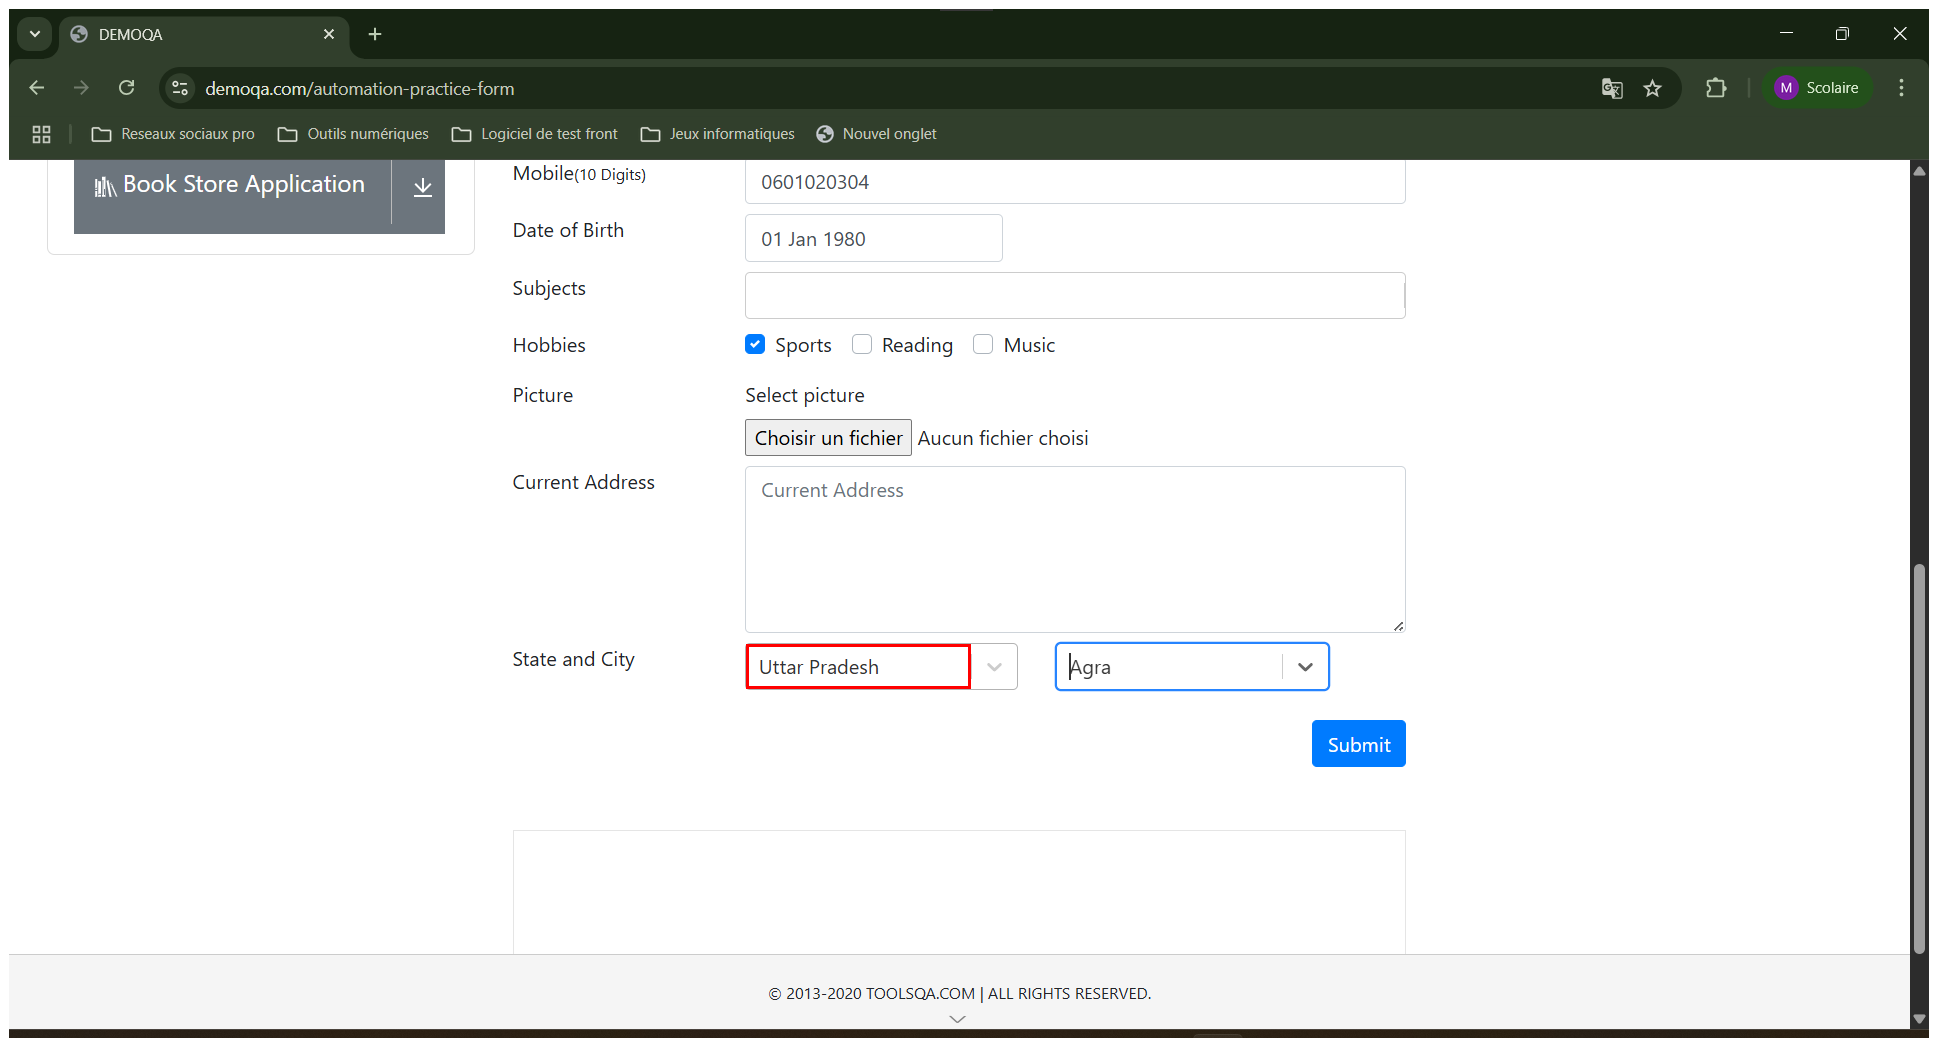 DEMOQA
demoqa.com/automation-practice-form
M Scolaire
Reseaux sociaux pro Outils numériques Logiciel de test front Jeux informatiques Nouvel onglet
Book Store Application
Mobile(10 Digits) 0601020304
Date of Birth 01 Jan 1980
Subjects
Hobbies Sports Reading Music
Picture Select picture
Choisir un fichier Aucun fichier choisi
Current Address Current Address
State and City Uttar Pradesh Agra
Submit
© 2013-2020 TOOLSQA.COM | ALL RIGHTS RESERVED.